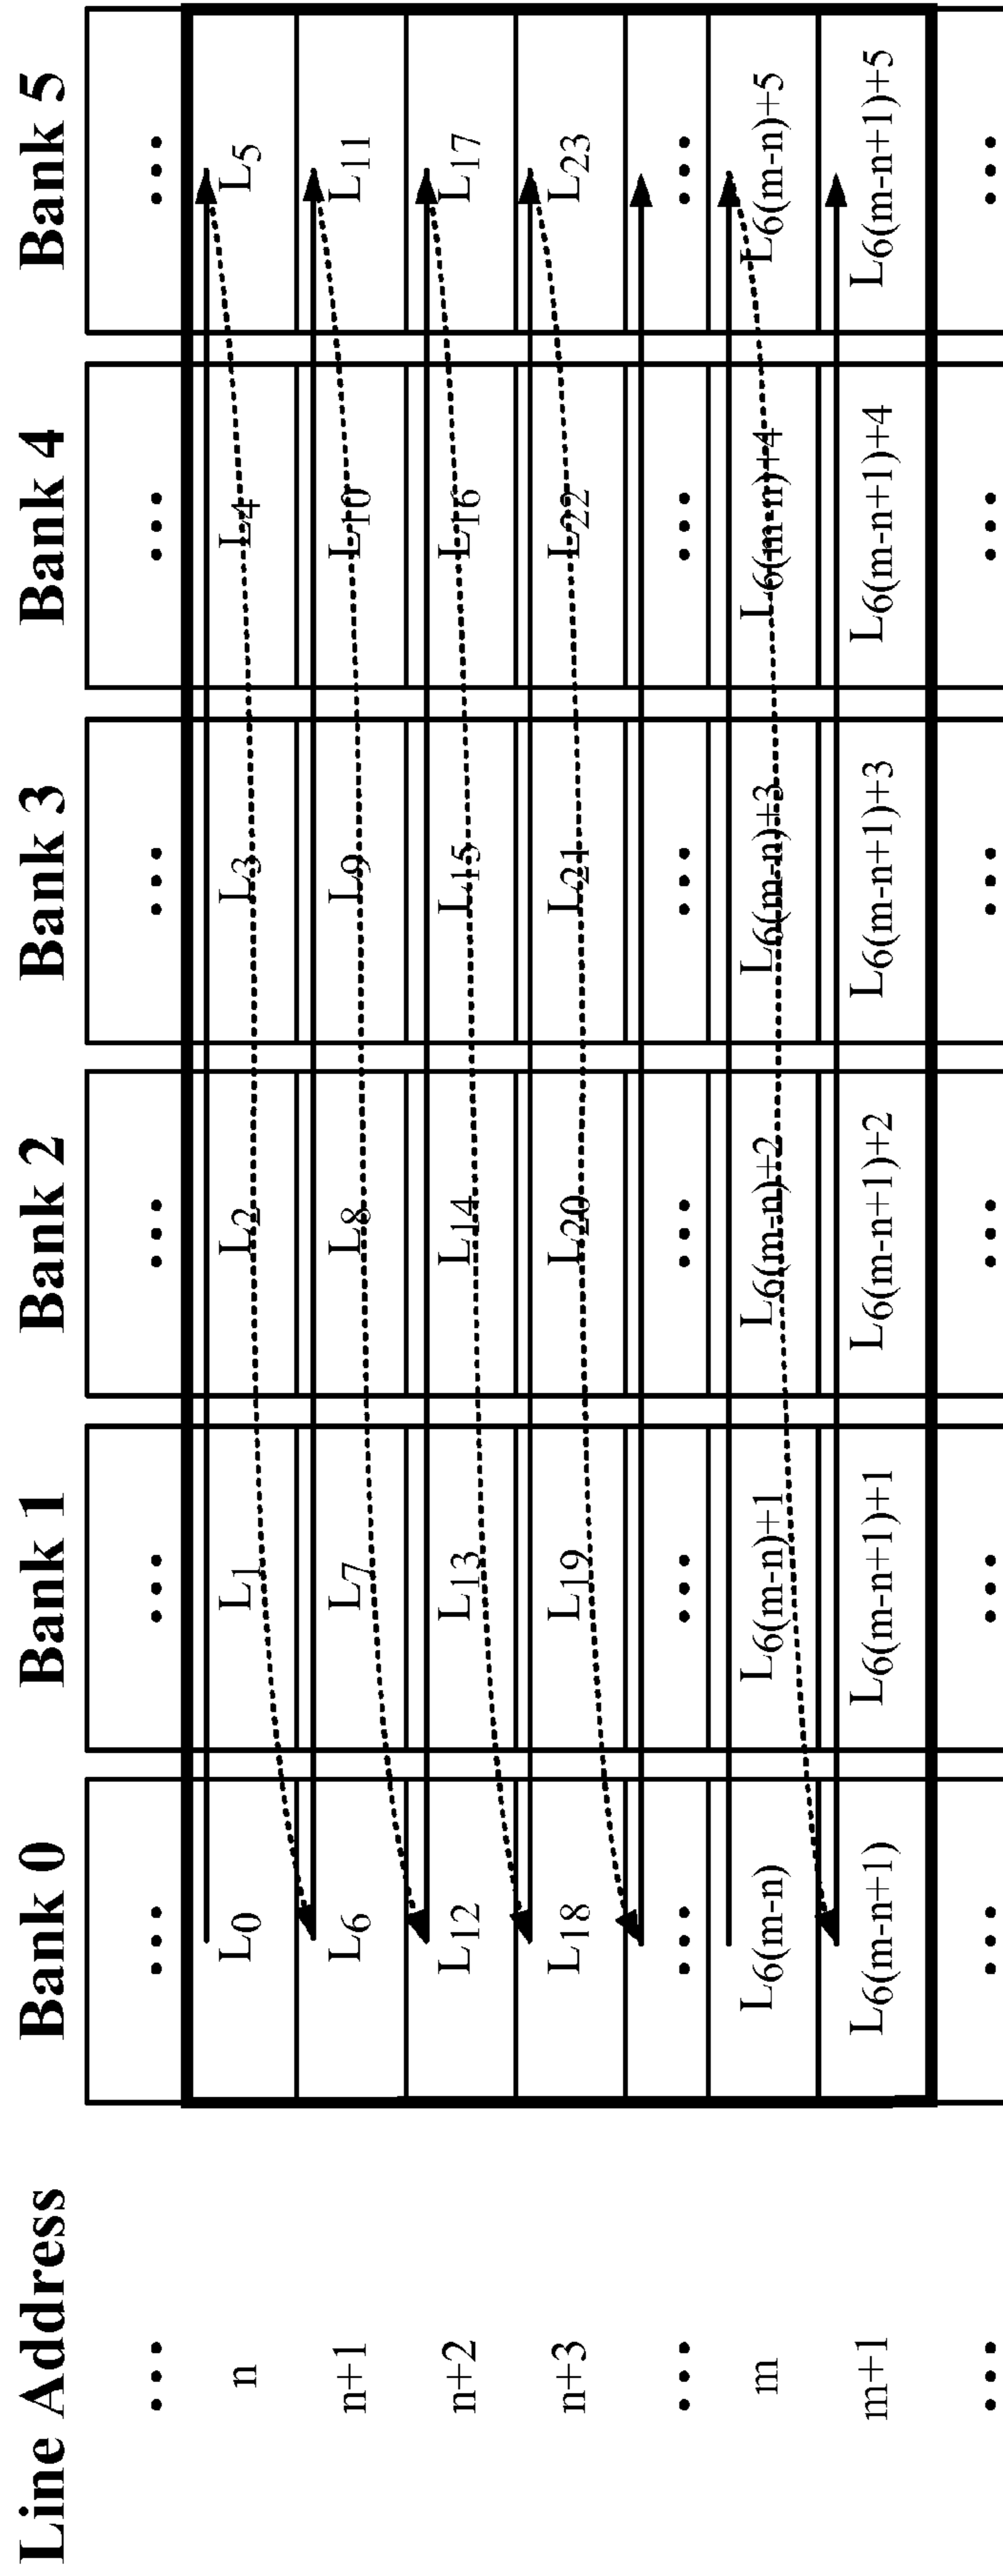 Line Address Bank 0 Bank 1 Bank 2 Bank 3 Bank 4 Bank 5
••• ••• ••• ••• ••• ••• •••
n L0 L1 L2 L3 L4 L5
n+1 L6 L7 L8 L9 L10 L11
n+2 L12 L13 L14 L15 L16 L17
n+3 L18 L19 L20 L21 L22 L23
••• ••• ••• ••• ••• ••• •••
m L6(m-n) L6(m-n)+1 L6(m-n)+2 L6(m-n)+3 L6(m-n)+4 L6(m-n)+5
m+1 L6(m-n+1) L6(m-n+1)+1 L6(m-n+1)+2 L6(m-n+1)+3 L6(m-n+1)+4 L6(m-n+1)+5
••• ••• ••• ••• ••• ••• •••